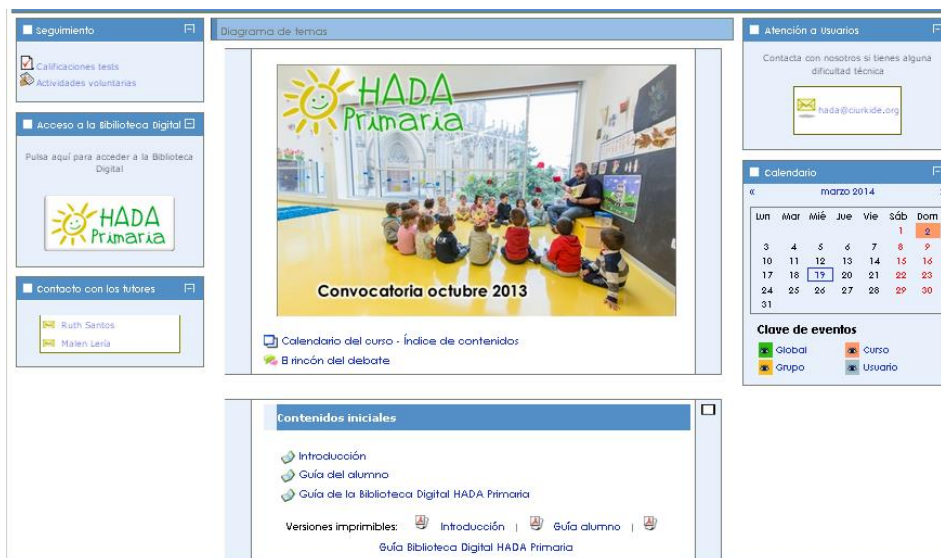 Seguimiento
Calificaciones tests
Actividades voluntarias
Acceso a la Biblioteca Digital
Pulsa aquí para acceder a la Biblioteca
Digital
HADA
Primaria
Contacto con los tutores
Ruth Santos
Malen Lería
Diagrama de temas
HADA
Primaria
Convocatoria octubre 2013
Calendario del curso - Índice de contenidos
El rincón del debate
Contenidos iniciales
Introducción
Guía del alumno
Guía de la Biblioteca Digital HADA Primaria
Versiones imprimibles: Introducción | Guía alumno |
Guía Biblioteca Digital HADA Primaria
Atención a Usuarios
Contacta con nosotros si tienes alguna
dificultad técnica
hada@ciurkide.org
Calendario
« marzo 2014
Lun Mar Mié Jue Vie Sáb Dom
1 2
3 4 5 6 7 8 9
10 11 12 13 14 15 16
17 18 19 20 21 22 23
24 25 26 27 28 29 30
31
Clave de eventos
Global Curso
Grupo Usuario